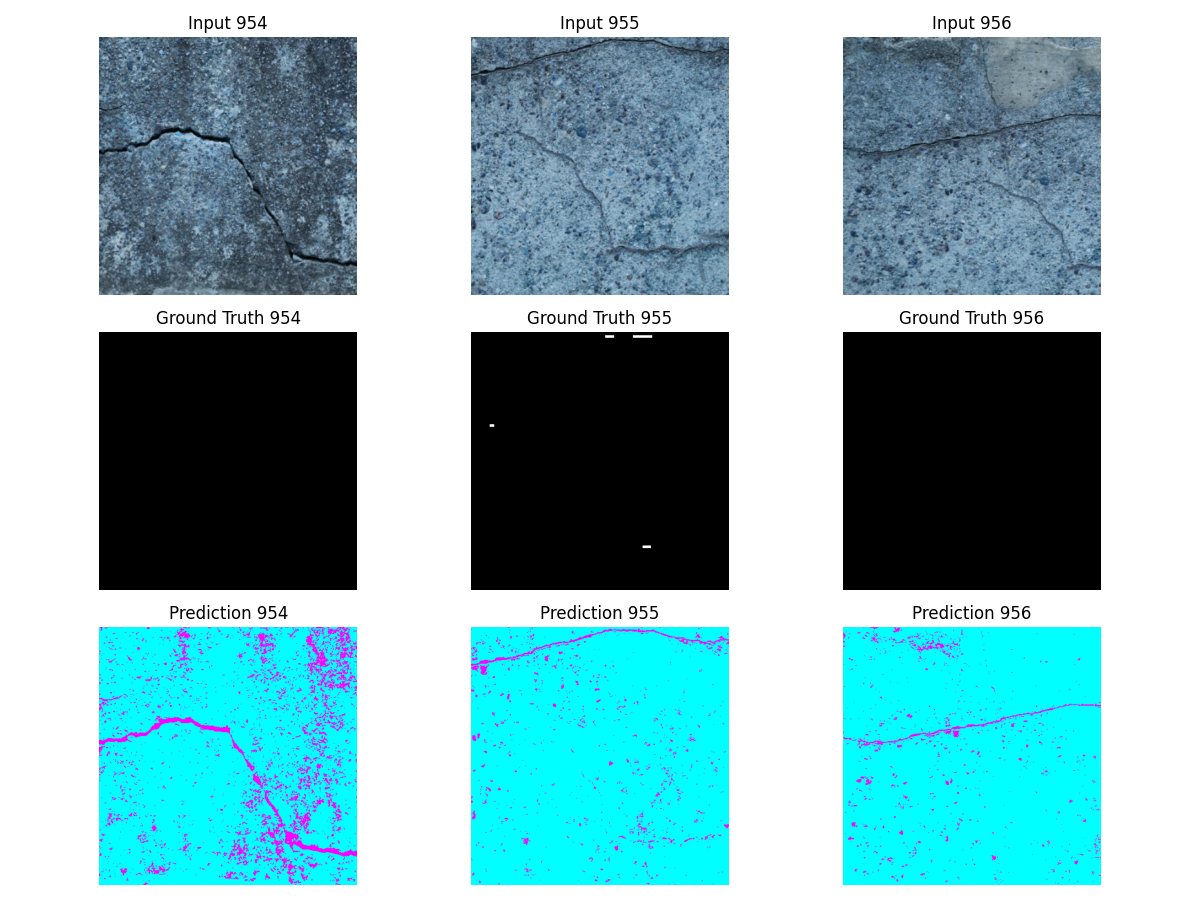 Input 954
Input 955
Input 956
Ground Truth 954
Ground Truth 955
Ground Truth 956
Prediction 954
Prediction 955
Prediction 956